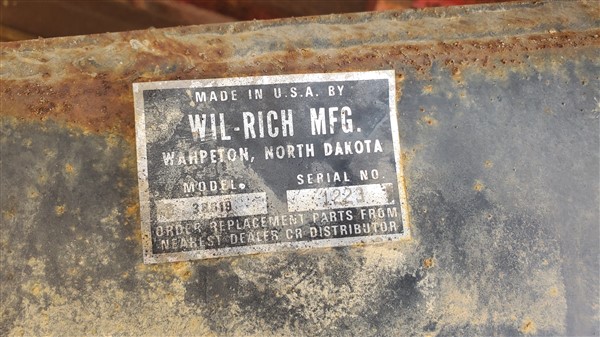 MADE IN U.S.A. BY
WIL-RICH MFG.
WAHPETON, NORTH DAKOTA
MODEL. SERIAL NO.
1223
ORDER REPLACEMENT PARTS FROM
NEAREST DEALER OR DISTRIBUTOR